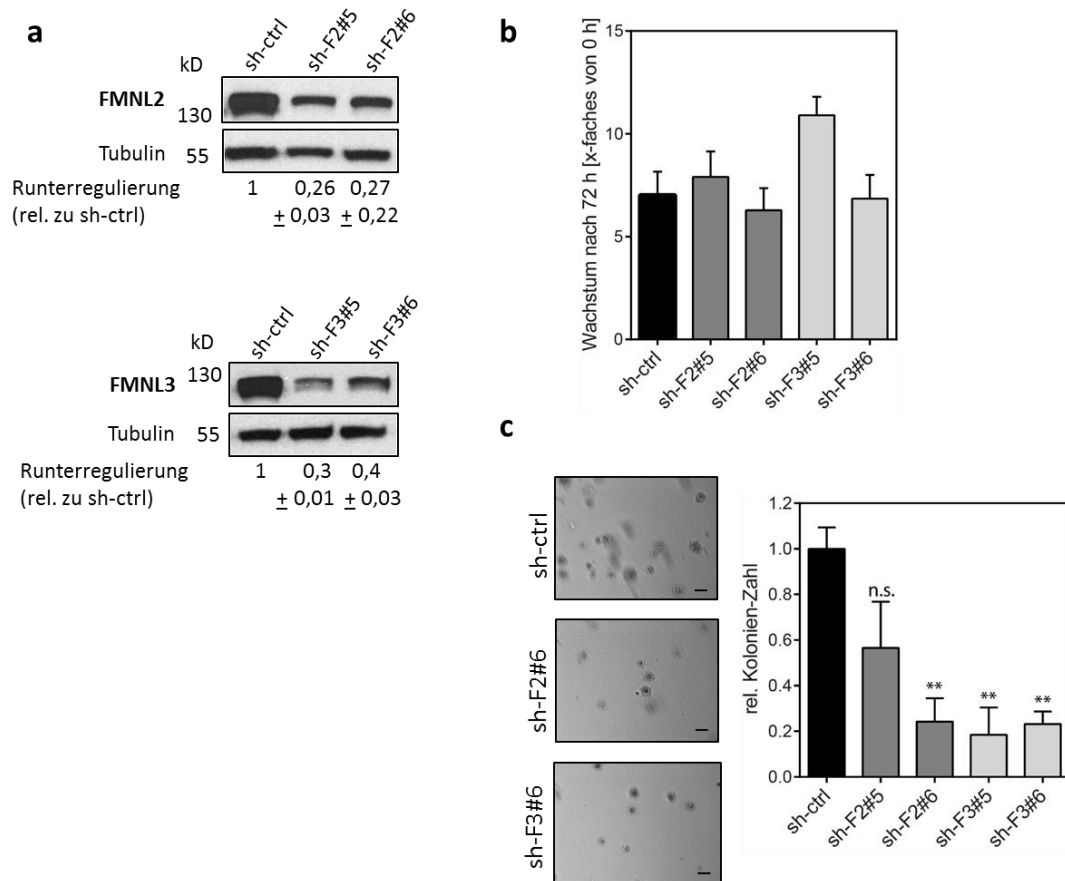 a
kD
sh-ctrl
sh-F2#5
sh-F2#6
FMNL2
130
Tubulin 55
Runterregulierung 1 0,26 0,27
(rel. zu sh-ctrl) ± 0,03 ± 0,22
kD
sh-ctrl
sh-F3#5
sh-F3#6
FMNL3 130
Tubulin 55
Runterregulierung 1 0,3 0,4
(rel. zu sh-ctrl) ± 0,01 ± 0,03
b
Wachstum nach 72 h [x-faches von 0 h]
15
10
5
0
sh-ctrl
sh-F2#5
sh-F2#6
sh-F3#5
sh-F3#6
c
sh-ctrl
sh-F2#6
sh-F3#6
rel. Kolonien-Zahl
1.2
1.0
0.8
0.6
0.4
0.2
0.0
n.s.
** ** **
sh-ctrl
sh-F2#5
sh-F2#6
sh-F3#5
sh-F3#6